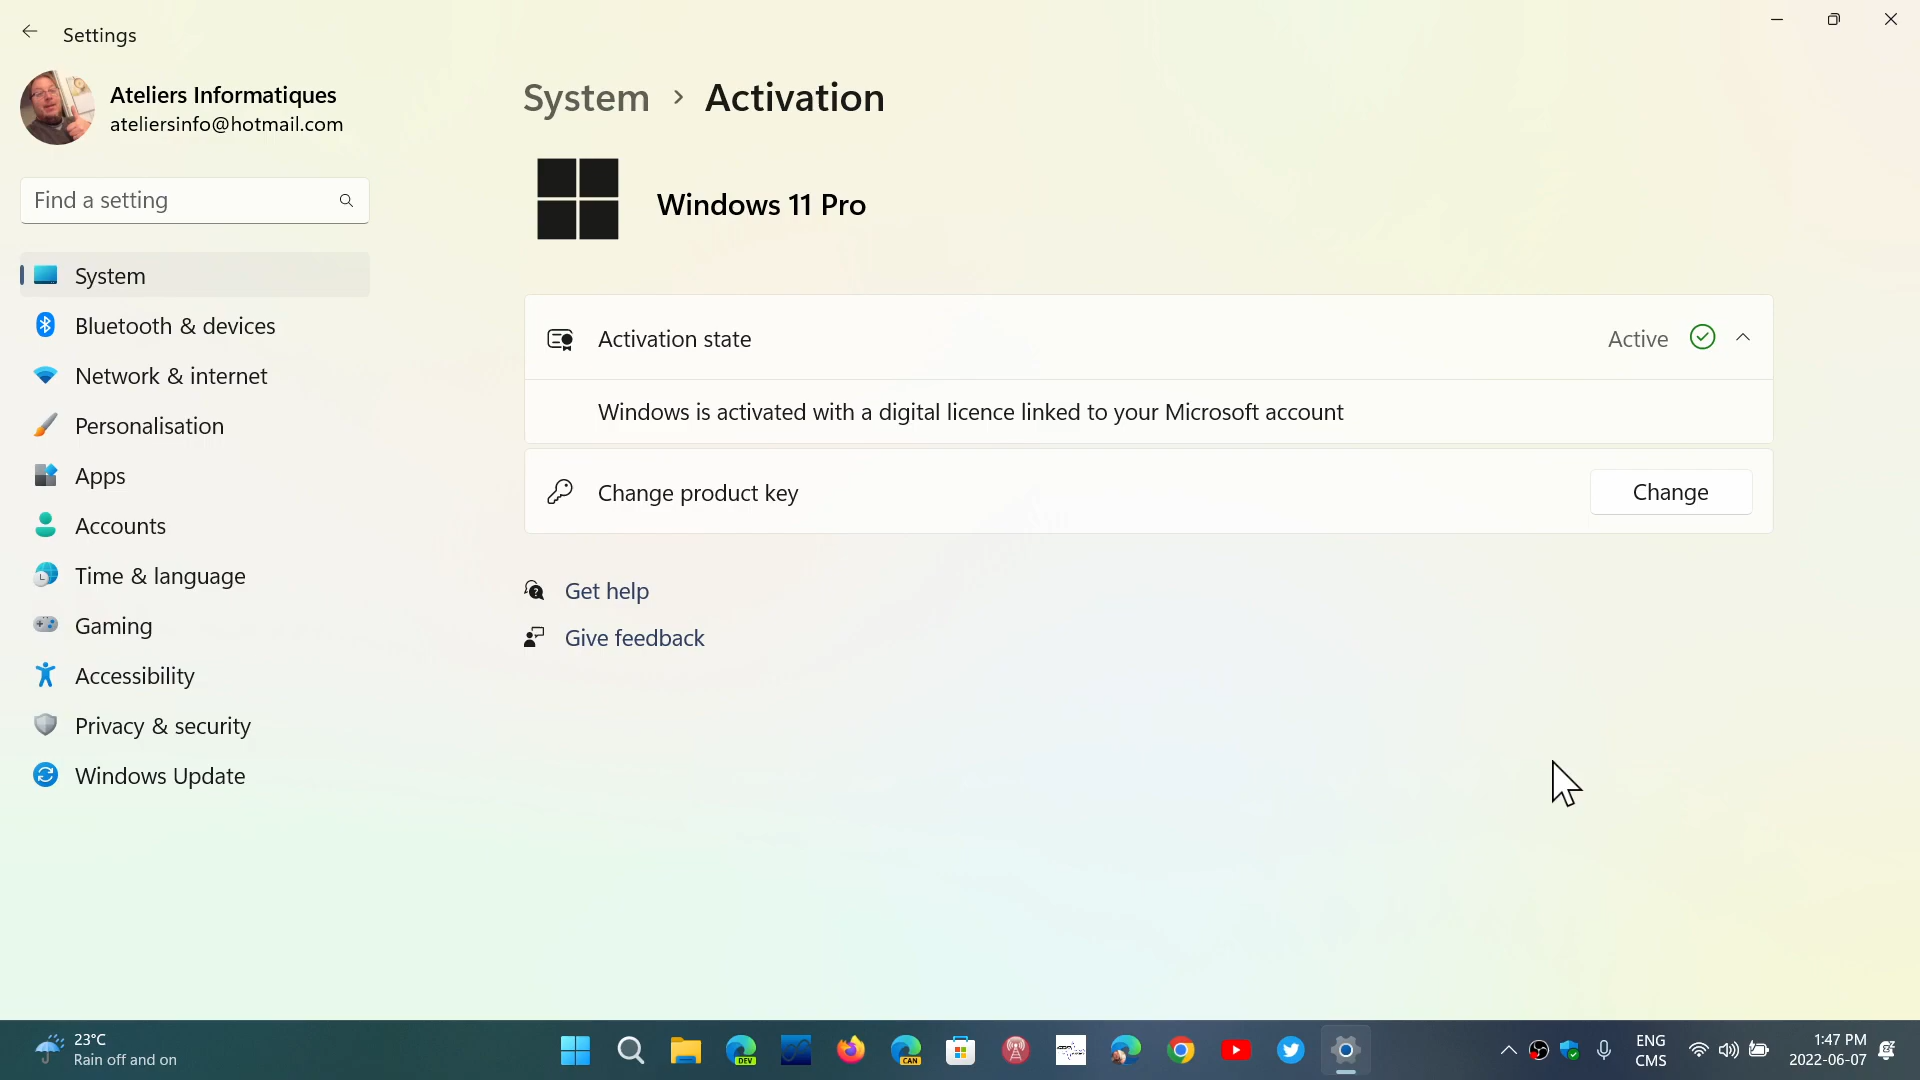 Settings
Ateliers Informatiques
ateliersinfo@hotmail.com
Find a setting
System
Bluetooth & devices
Network & internet
Personalisation
Apps
Accounts
Time & language
Gaming
Accessibility
Privacy & security
Windows Update
System > Activation
Windows 11 Pro
Activation state Active
Windows is activated with a digital licence linked to your Microsoft account
Change product key Change
Get help
Give feedback
23°C
Rain off and on
DEV
CAN
ENG
CMS
1:47 PM
2022-06-07